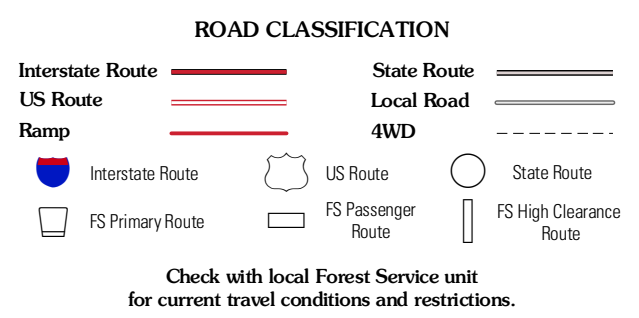 ROAD CLASSIFICATION
Interstate Route
State Route
US Route
Local Road
Ramp
4WD
Interstate Route
US Route
State Route
FS Primary Route
FS Passenger
Route
FS High Clearance
Route
Check with local Forest Service unit
for current travel conditions and restrictions.